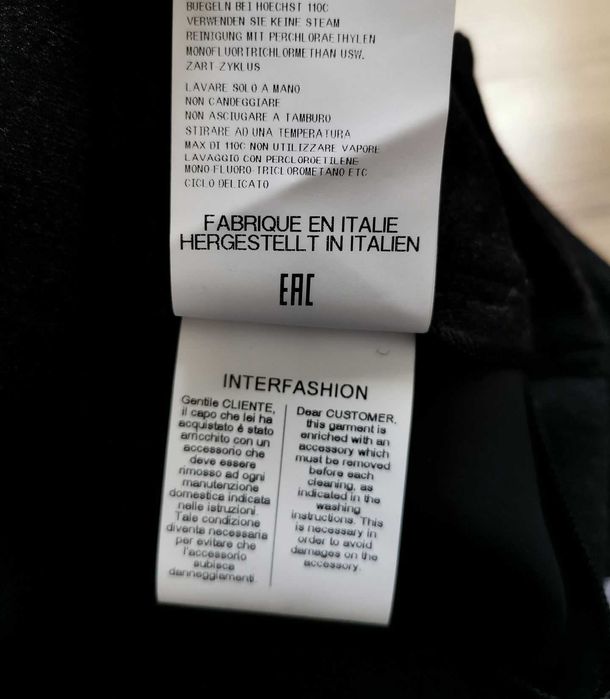 BUEGELN BEI HOECHST 110C
VERWENDEN SIE KEINE STEAM
REINIGUNG MIT PERCHLORAETHYLEN
MONOFLUORTRICHLORMETHAN USW.
ZART-ZYKLUS
LAVARE SOLO A MANO
NON CANDEGGIARE
NON ASCIUGARE A TAMBURO
STIRARE AD UNA TEMPERATURA
MAX DI 110C NON UTILIZZARE VAPORE
LAVAGGIO CON PERCLOROETILENE
MONO-FLUORO-TRICLOROMETANO ETC
CICLO DELICATO
FABRIQUE EN ITALIE
HERGESTELLT IN ITALIEN
EAC
INTERFASHION
Gentile CLIENTE,
il capo che lei ha
acquistato é stato
arricchito con un
accessorio che
deve essere
rimosso ad ogni
manutenzione
domestica indicata
nelle istruzioni.
Tale condizione
diventa necessaria
per evitare che
l'accessorio
subisca
danneggiamenti.
Dear CUSTOMER,
this garment is
enriched with an
accessory which
must be removed
before each
cleaning, as
indicated in the
washing
instructions. This
is necessary in
order to avoid
damages on the
accessory.